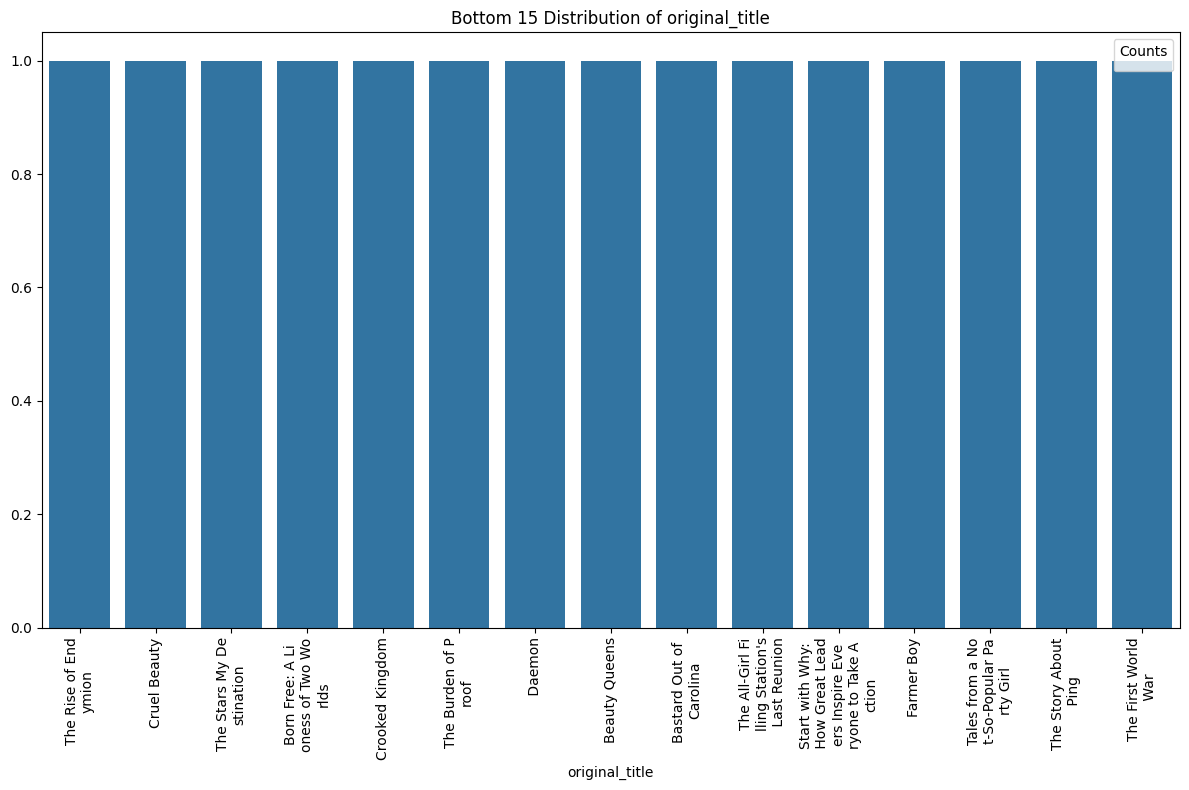 Bottom 15 Distribution of original_title
Counts
1.0
0.8
0.6
0.4
0.2
0.0
The Rise of End
ymion
Cruel Beauty
The Stars My De
stination
Born Free: A Li
oness of Two Wo
rlds
Crooked Kingdom
The Burden of P
roof
Daemon
Beauty Queens
Bastard Out of
Carolina
The All-Girl Fi
lling Station's
Last Reunion
Start with Why:
How Great Lead
ers Inspire Eve
ryone to Take A
ction
Farmer Boy
Tales from a No
t-So-Popular Pa
rty Girl
The Story About
Ping
The First World
War
original_title